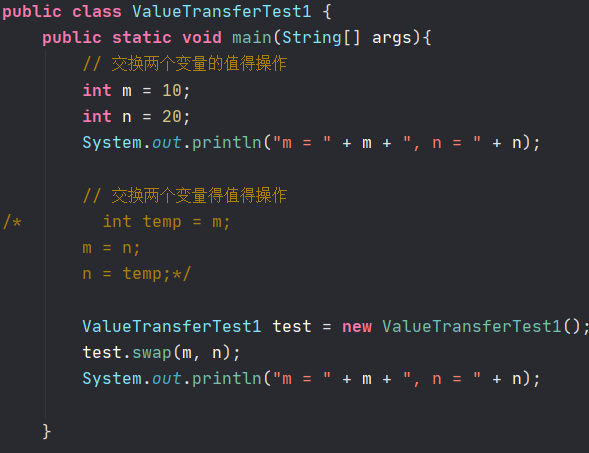 public class ValueTransferTest1 {
    public static void main(String[] args){
        // 交换两个变量的值得操作
        int m = 10;
        int n = 20;
        System.out.println("m = " + m + ", n = " + n);

        // 交换两个变量得值得操作
/*        int temp = m;
        m = n;
        n = temp;*/

        ValueTransferTest1 test = new ValueTransferTest1();
        test.swap(m, n);
        System.out.println("m = " + m + ", n = " + n);

    }